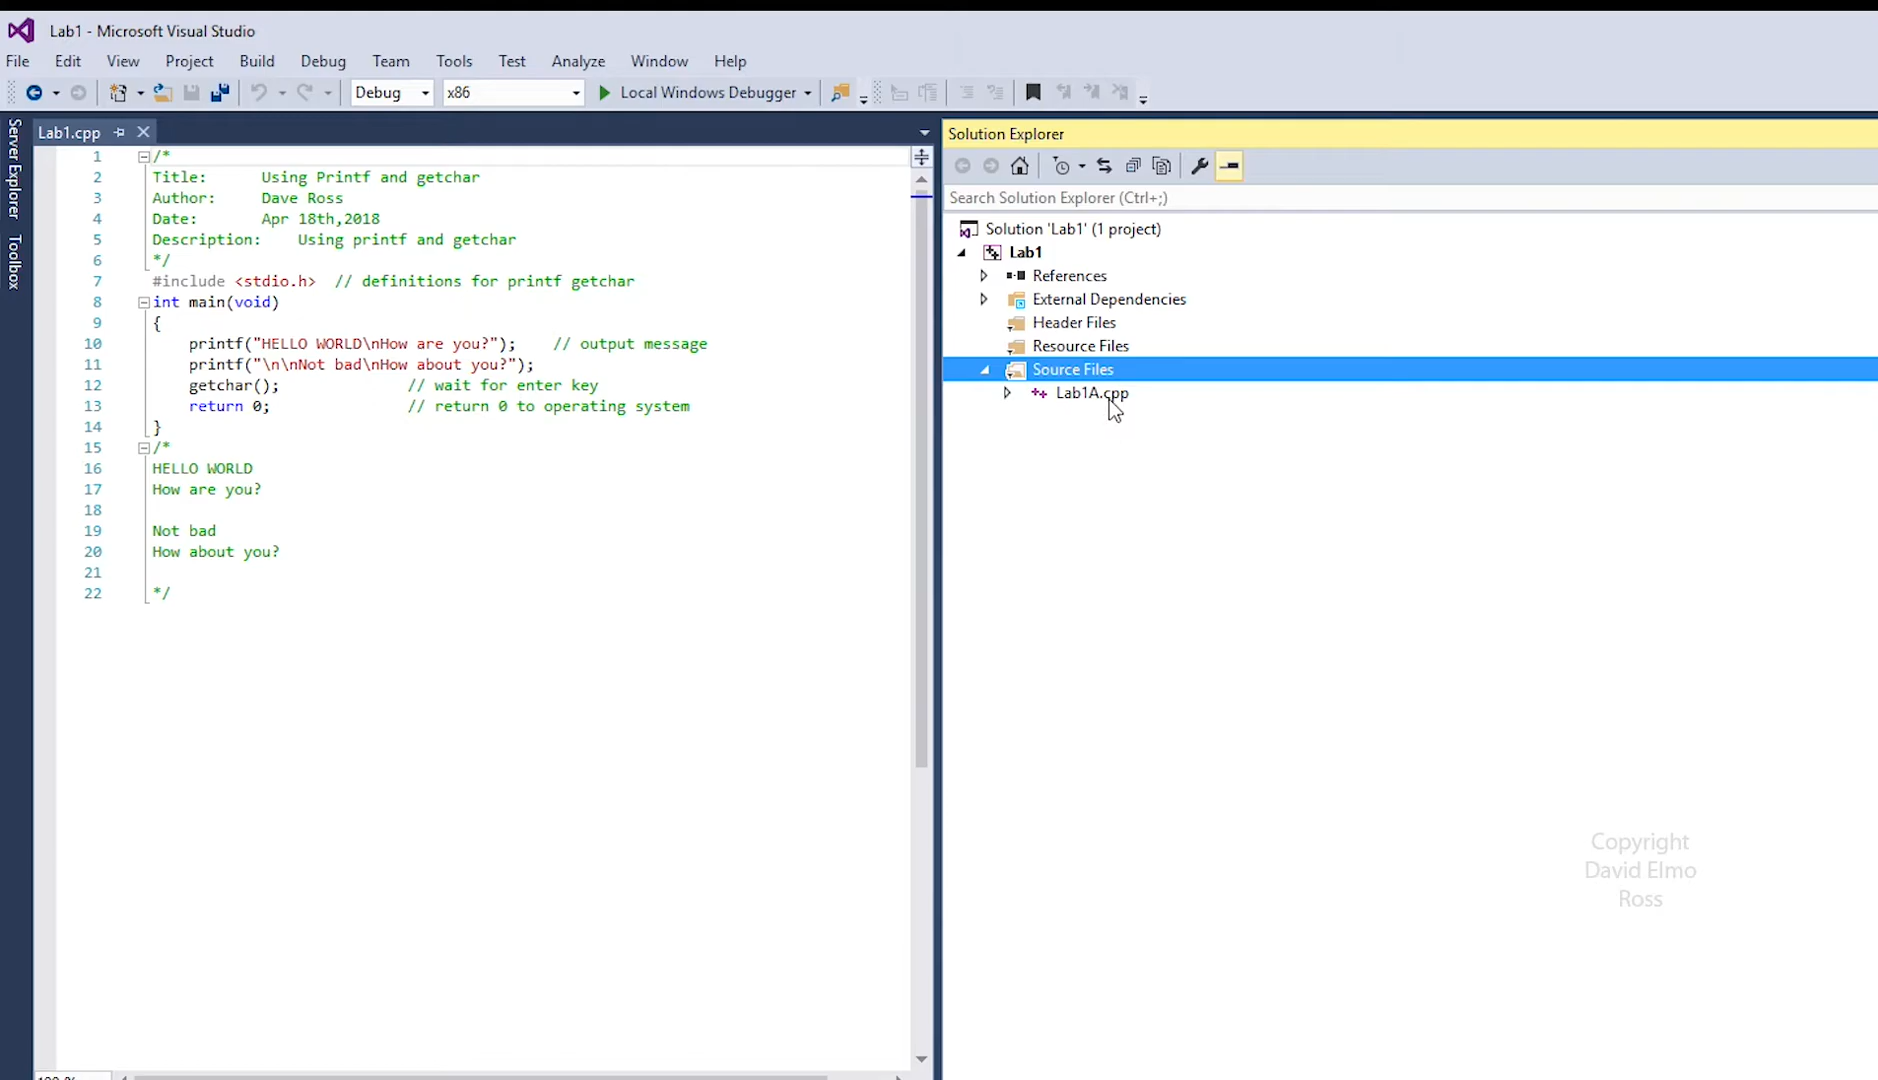 Lab1 - Microsoft Visual Studio
File Edit View Project Build Debug Team Tools Test Analyze Window Help
Debug x86 Local Windows Debugger
Server Explorer
Toolbox
Lab1.cpp
1 /*
2 Title: Using Printf and getchar
3 Author: Dave Ross
4 Date: Apr 18th,2018
5 Description: Using printf and getchar
6 */
7 #include <stdio.h> // definitions for printf getchar
8 int main(void)
9 {
10 printf("HELLO WORLD\nHow are you?"); // output message
11 printf("\n\nNot bad\nHow about you?");
12 getchar(); // wait for enter key
13 return 0; // return 0 to operating system
14 }
15 /*
16 HELLO WORLD
17 How are you?
18
19 Not bad
20 How about you?
21
22 */
Solution Explorer
Search Solution Explorer (Ctrl+;)
Solution 'Lab1' (1 project)
Lab1
References
External Dependencies
Header Files
Resource Files
Source Files
Lab1A.cpp
Copyright
David Elmo
Ross